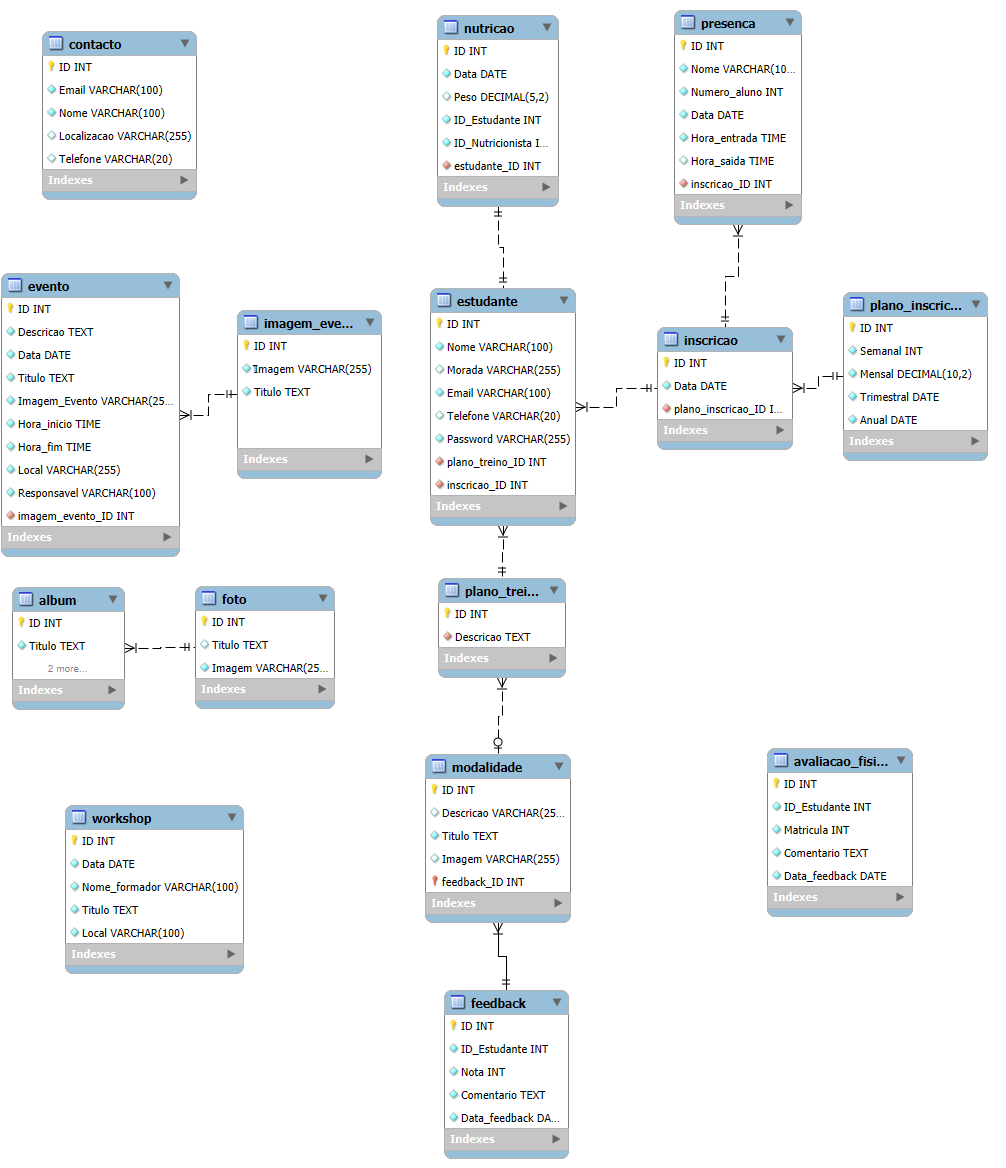 contacto
ID INT
Email VARCHAR(100)
Nome VARCHAR(100)
Localizacao VARCHAR(255)
Telefone VARCHAR(20)
Indexes
nutricao
ID INT
Data DATE
Peso DECIMAL(5,2)
ID_Estudante INT
ID_Nutricionista I...
estudante_ID INT
Indexes
presenca
ID INT
Nome VARCHAR(10...
Numero_aluno INT
Data DATE
Hora_entrada TIME
Hora_saida TIME
inscricao_ID INT
Indexes
evento
ID INT
Descricao TEXT
Data DATE
Titulo TEXT
Imagem_Evento VARCHAR(25...
Hora_inicio TIME
Hora_fim TIME
Local VARCHAR(255)
Responsavel VARCHAR(100)
imagem_evento_ID INT
Indexes
imagem_eve...
ID INT
Imagem VARCHAR(255)
Titulo TEXT
Indexes
estudante
ID INT
Nome VARCHAR(100)
Morada VARCHAR(255)
Email VARCHAR(100)
Telefone VARCHAR(20)
Password VARCHAR(255)
plano_treino_ID INT
inscricao_ID INT
Indexes
inscricao
ID INT
Data DATE
plano_inscricao_ID I...
Indexes
plano_inscric...
ID INT
Semanal INT
Mensal DECIMAL(10,2)
Trimestral DATE
Anual DATE
Indexes
album
ID INT
Titulo TEXT
2 more...
Indexes
foto
ID INT
Titulo TEXT
Imagem VARCHAR(25...
Indexes
plano_trei...
ID INT
Descricao TEXT
Indexes
modalidade
ID INT
Descricao VARCHAR(25...
Titulo TEXT
Imagem VARCHAR(255)
feedback_ID INT
Indexes
avaliacao_fisi...
ID INT
ID_Estudante INT
Matricula INT
Comentario TEXT
Data_feedback DATE
Indexes
workshop
ID INT
Data DATE
Nome_formador VARCHAR(100)
Titulo TEXT
Local VARCHAR(100)
Indexes
feedback
ID INT
ID_Estudante INT
Nota INT
Comentario TEXT
Data_feedback DA...
Indexes